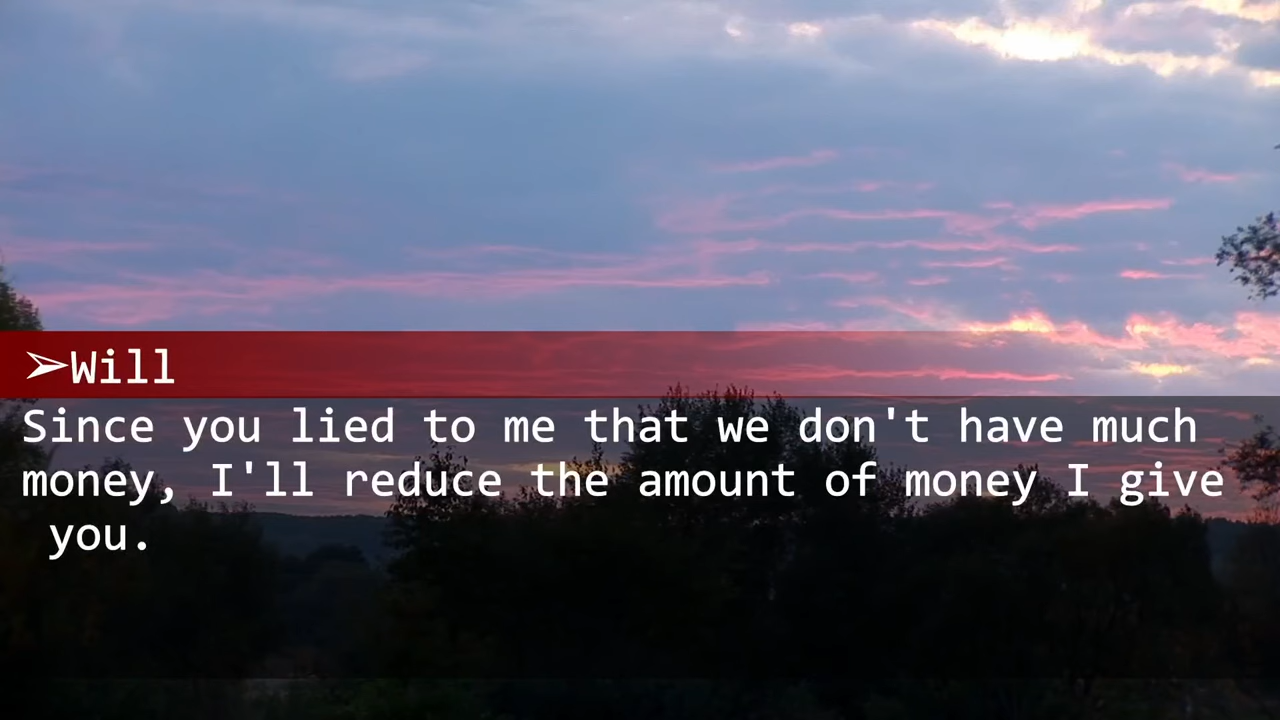 ➢Will
Since you lied to me that we don't have much
money, I'll reduce the amount of money I give
you.